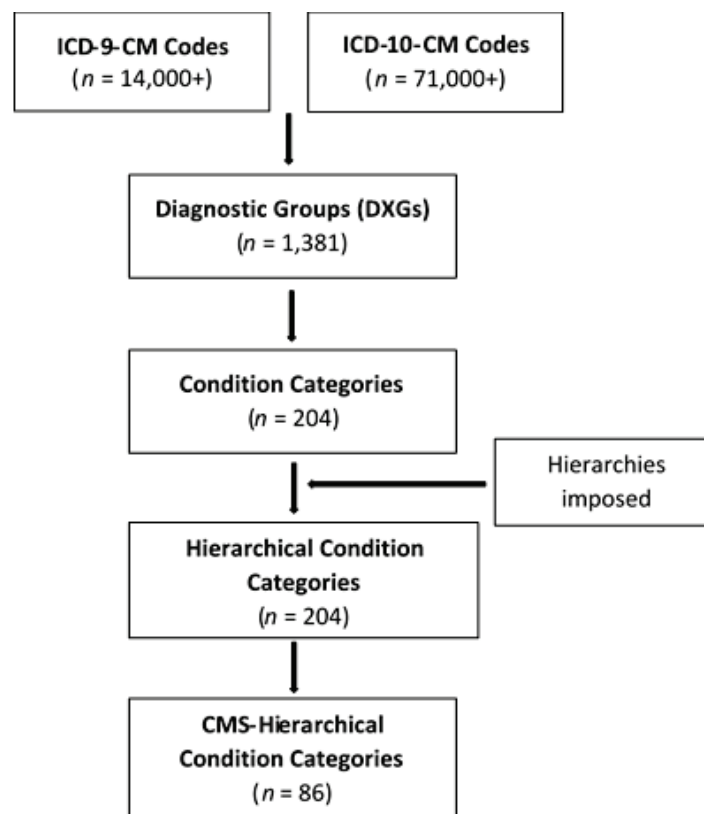 ICD-9-CM Codes
(n = 14,000+)
ICD-10-CM Codes
(n = 71,000+)
Diagnostic Groups (DXGs)
(n = 1,381)
Condition Categories
(n = 204)
Hierarchies
imposed
Hierarchical Condition
Categories
(n = 204)
CMS-Hierarchical
Condition Categories
(n = 86)